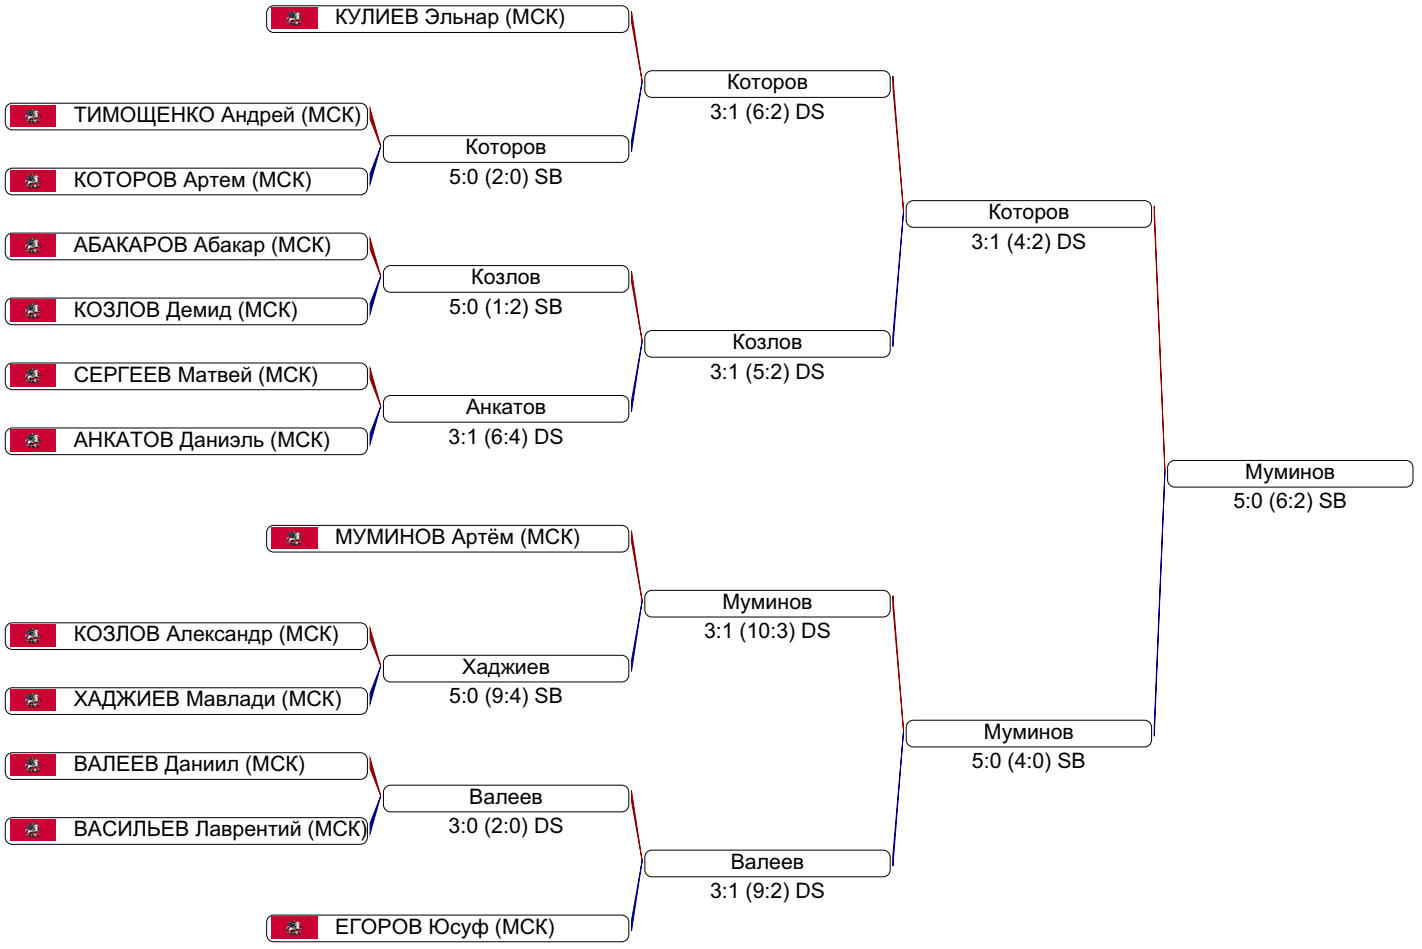 КУЛИЕВ Эльнар (МСК)
Которов
3:1 (6:2) DS
ТИМОЩЕНКО Андрей (МСК)
Которов
5:0 (2:0) SB
КОТОРОВ Артем (МСК)
Которов
3:1 (4:2) DS
АБАКАРОВ Абакар (МСК)
Козлов
5:0 (1:2) SB
КОЗЛОВ Демид (МСК)
Козлов
3:1 (5:2) DS
СЕРГЕЕВ Матвей (МСК)
Анкатов
3:1 (6:4) DS
АНКАТОВ Даниэль (МСК)
Муминов
5:0 (6:2) SB
МУМИНОВ Артём (МСК)
Муминов
3:1 (10:3) DS
КОЗЛОВ Александр (МСК)
Хаджиев
5:0 (9:4) SB
ХАДЖИЕВ Мавлади (МСК)
Муминов
5:0 (4:0) SB
ВАЛЕЕВ Даниил (МСК)
Валеев
3:0 (2:0) DS
ВАСИЛЬЕВ Лаврентий (МСК)
Валеев
3:1 (9:2) DS
ЕГОРОВ Юсуф (МСК)